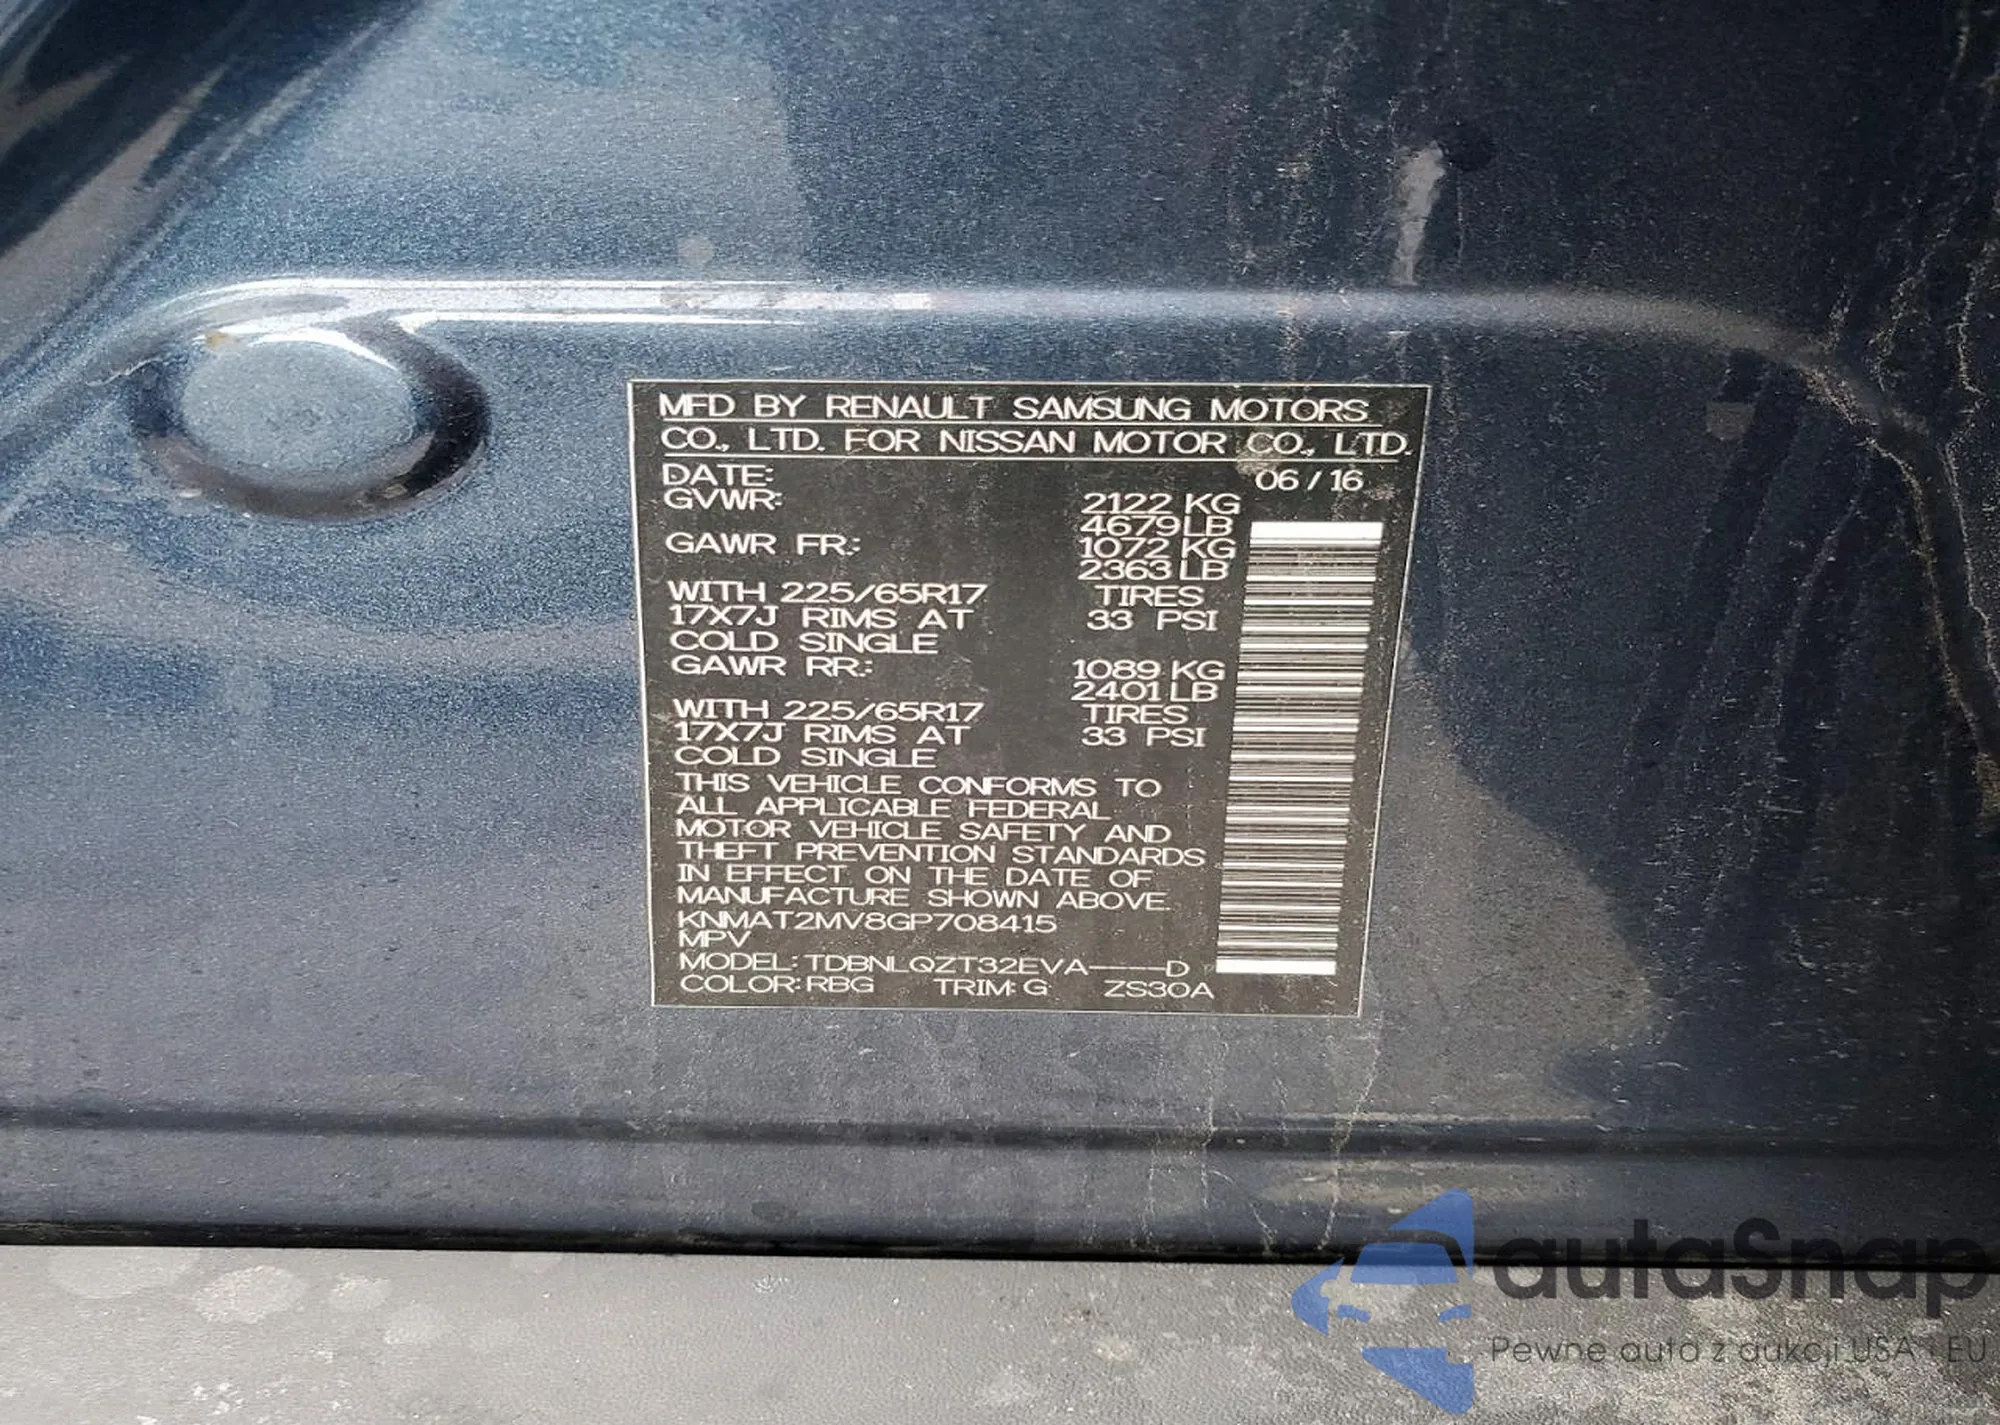 MFD BY RENAULT SAMSUNG MOTORS
CO., LTD. FOR NISSAN MOTOR CO., LTD.
DATE: 06 / 16
GVWR: 2122 KG
4679 LB
GAWR FR.: 1072 KG
2363 LB
WITH 225/65R17 TIRES
17X7J RIMS AT 33 PSI
COLD SINGLE
GAWR RR.: 1089 KG
2401 LB
WITH 225/65R17 TIRES
17X7J RIMS AT 33 PSI
COLD SINGLE
THIS VEHICLE CONFORMS TO
ALL APPLICABLE FEDERAL
MOTOR VEHICLE SAFETY AND
THEFT PREVENTION STANDARDS
IN EFFECT ON THE DATE OF
MANUFACTURE SHOWN ABOVE.
KNMAT2MV8GP708415
MPV
MODEL: TDBNLQZT32EVA----D
COLOR: RBG TRIM: G ZS30A
autaSnap
Pewne auta z aukcji USA i EU